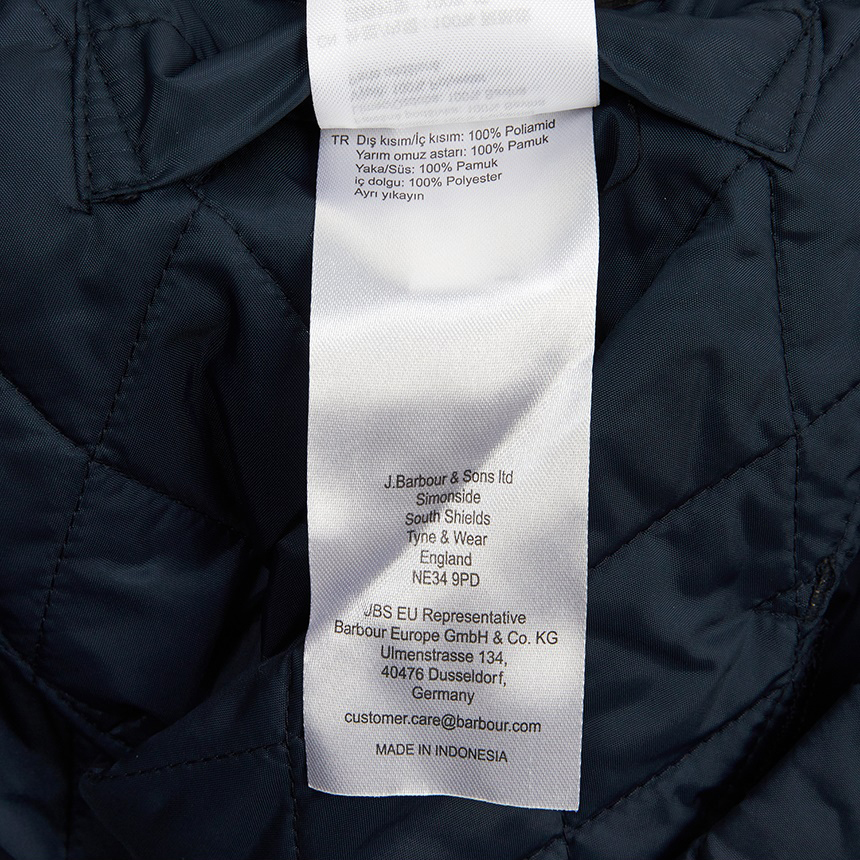 TR Dış kısım/İç kısım: 100% Poliamid
Yarım omuz astarı: 100% Pamuk
Yaka/Süs: 100% Pamuk
iç dolgu: 100% Polyester
Ayrı yıkayın
J.Barbour & Sons ltd
Simonside
South Shields
Tyne & Wear
England
NE34 9PD
JBS EU Representative
Barbour Europe GmbH & Co. KG
Ulmenstrasse 134,
40476 Dusseldorf,
Germany
customer.care@barbour.com
MADE IN INDONESIA